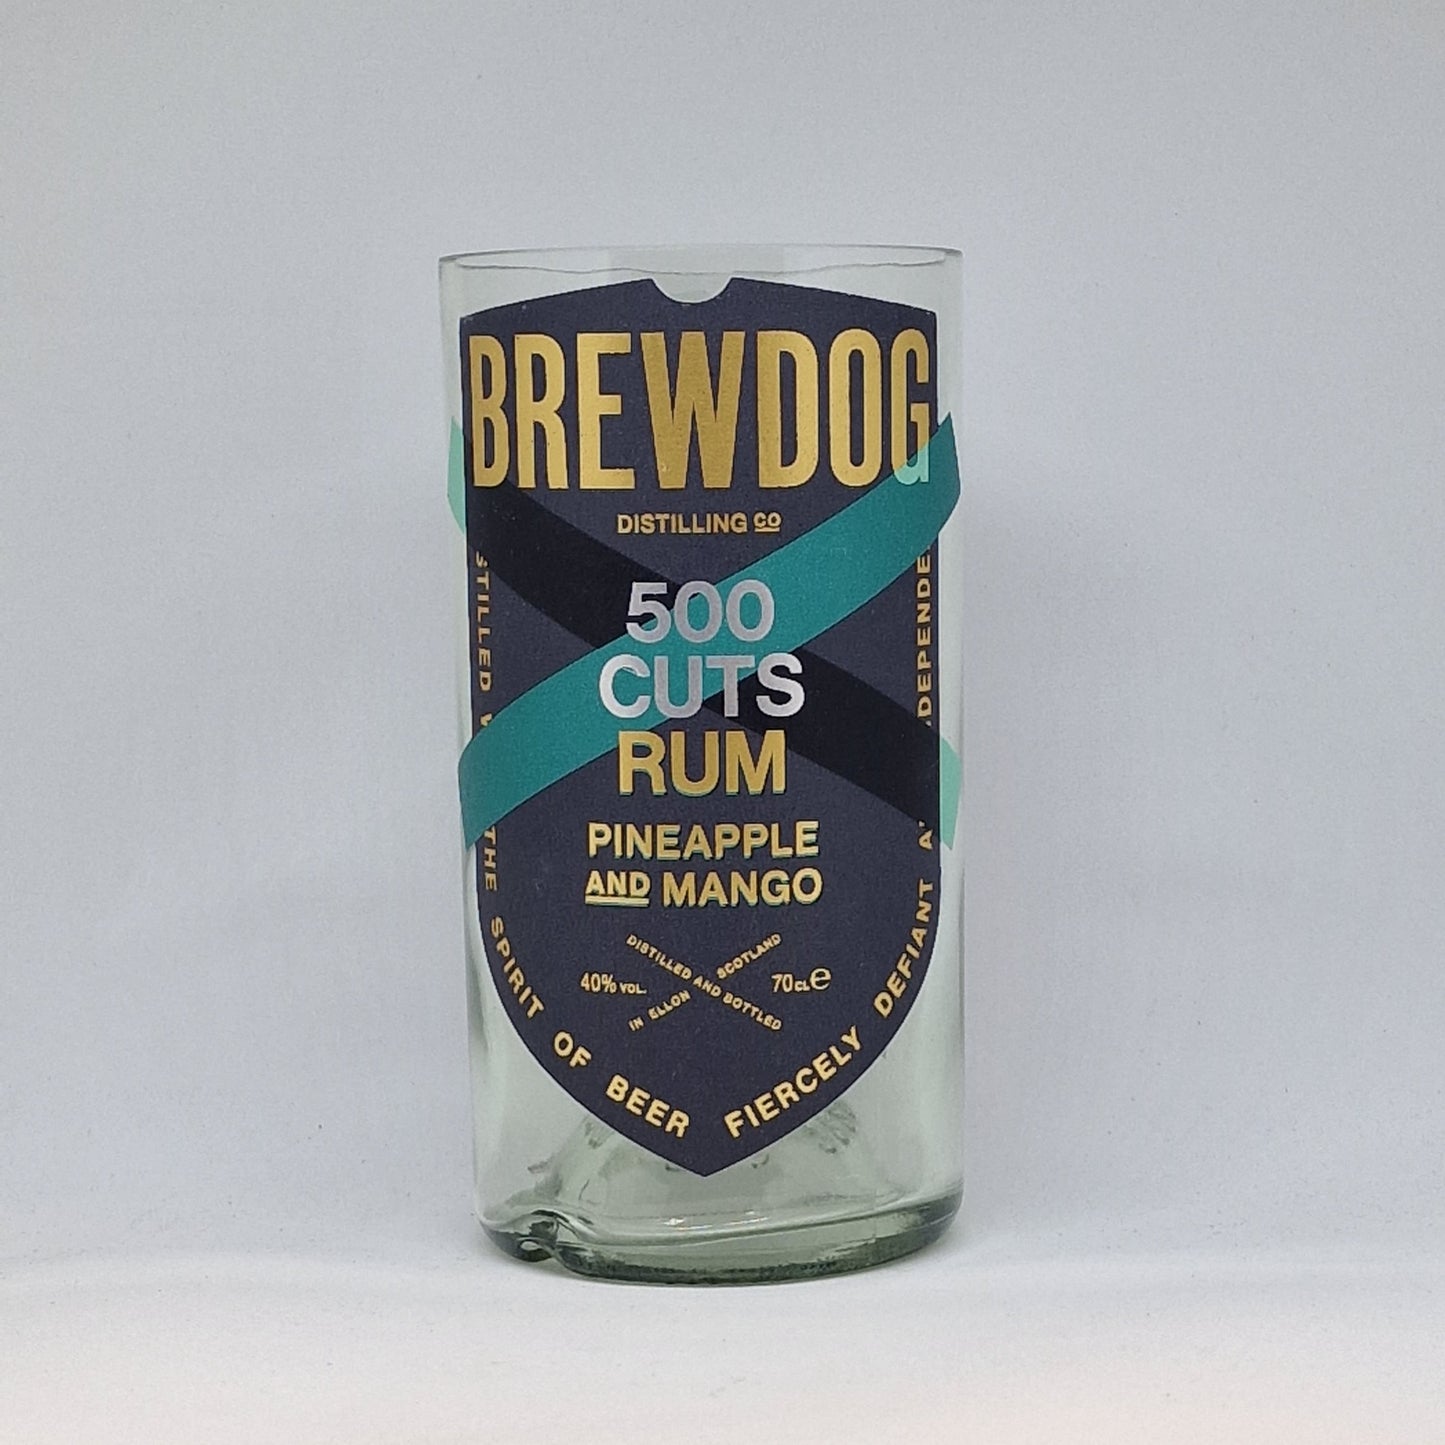 BREWDOG
DISTILLING CO
500
CUTS
RUM
PINEAPPLE
AND MANGO
DISTILLED AND BOTTLED
IN ELLON SCOTLAND
40% VOL.
70CL e
THE SPIRIT OF BEER
FIERCELY DEFIANT